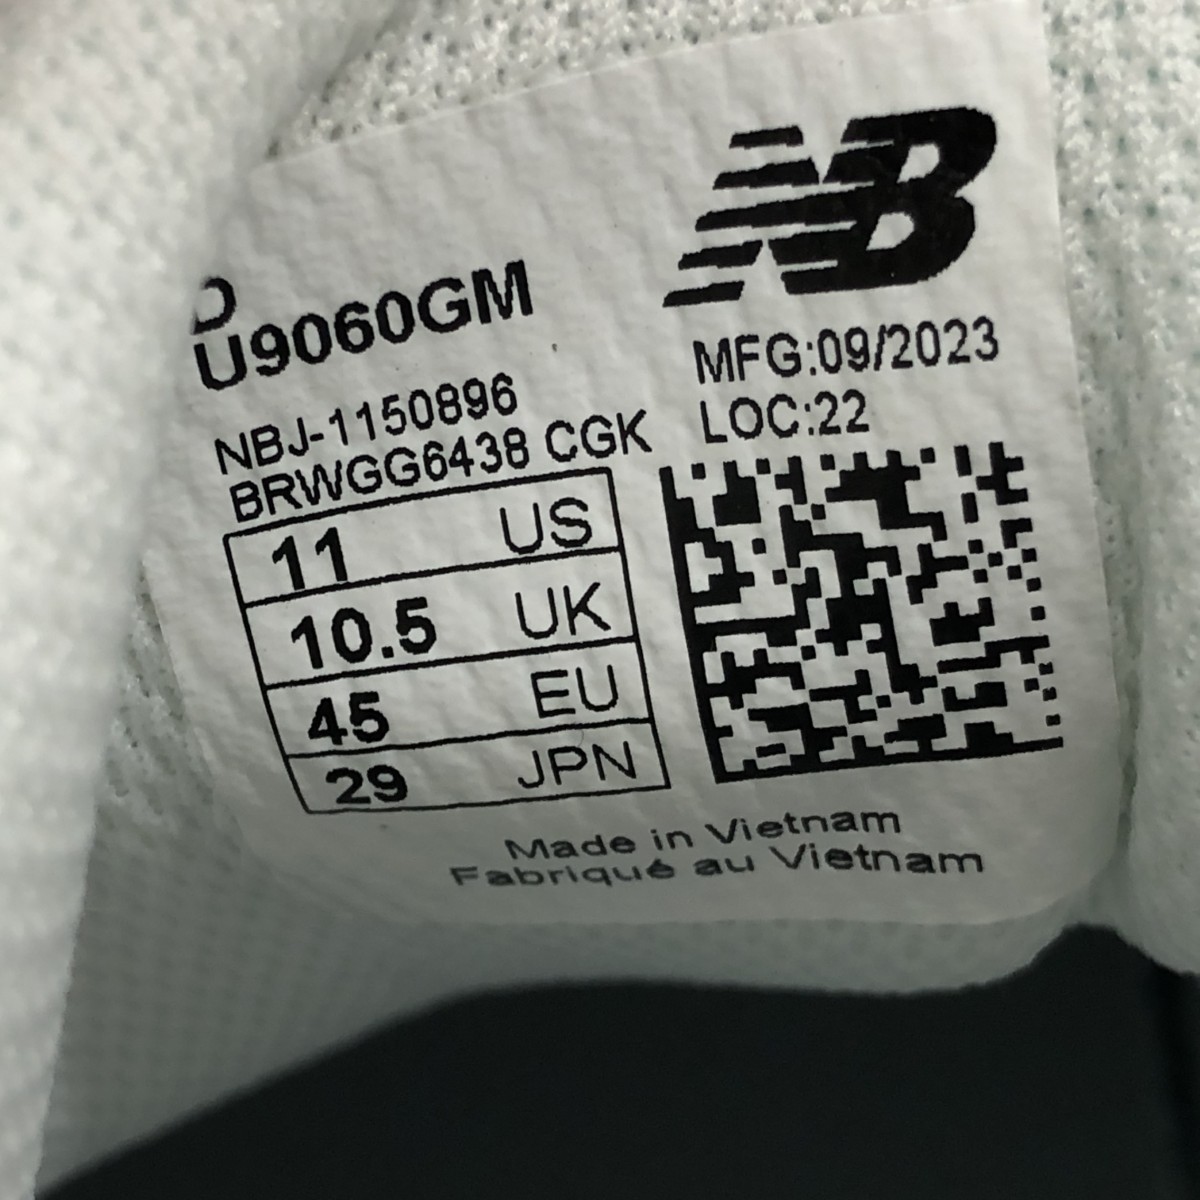 NB
D
U9060GM
MFG:09/2023
NBJ-1150896
LOC:22
BRWGG6438 CGK
11 US
10.5 UK
45 EU
29 JPN
Made in Vietnam
Fabriqué au Vietnam